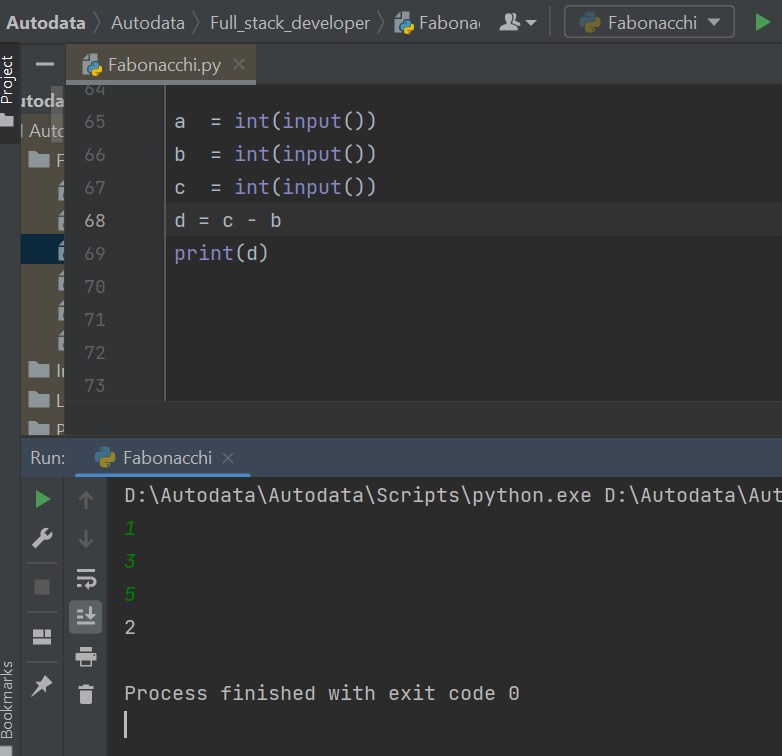 Autodata
Autodata
Full_stack_developer
Fabona
Fabonacchi
Project
Fabonacchi.py
64
65 a  = int(input())
66 b  = int(input())
67 c  = int(input())
68 d = c - b
69 print(d)
70
71
72
73
Run:
Fabonacchi
D:\Autodata\Autodata\Scripts\python.exe D:\Autodata\Aut
1
3
5
2
Process finished with exit code 0
Bookmarks